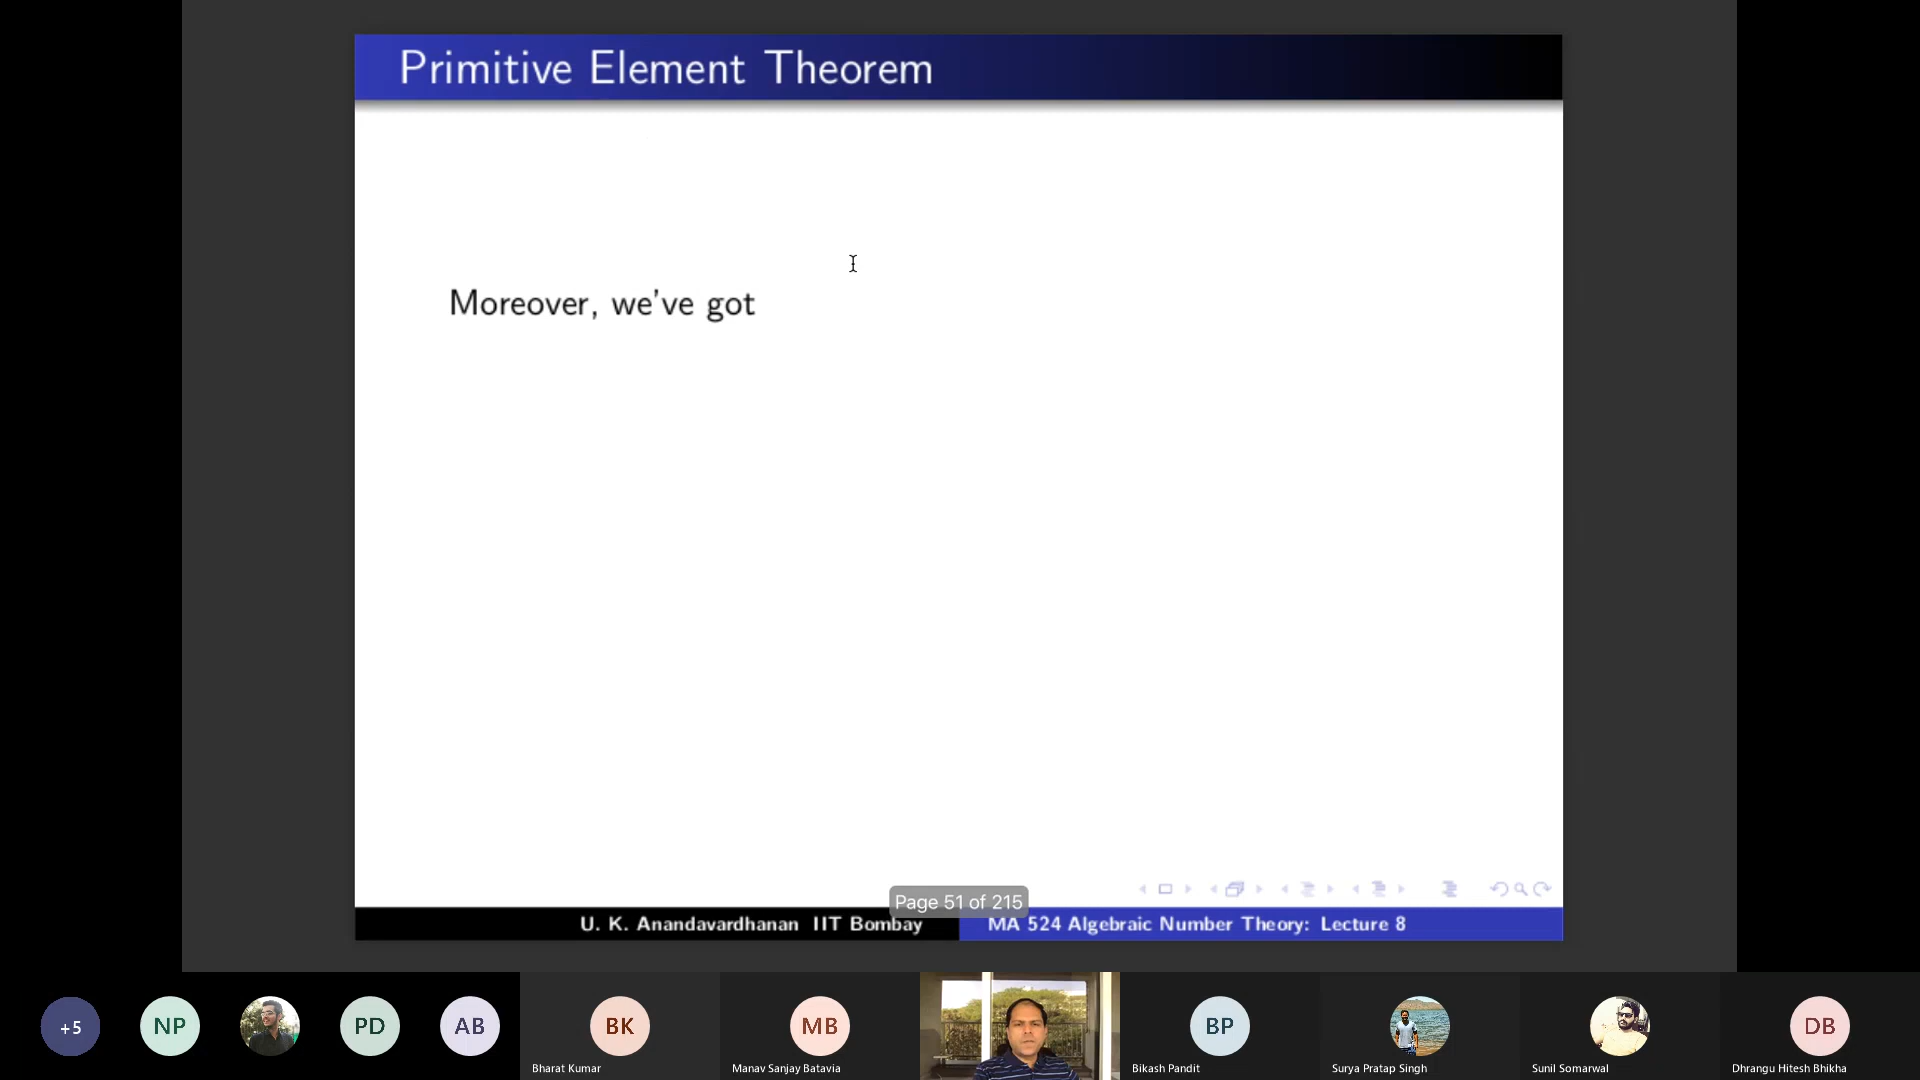 Primitive Element Theorem
Moreover, we've got
Page 51 of 215
U. K. Anandavardhanan IIT Bombay
MA 524 Algebraic Number Theory: Lecture 8
+5
NP
PD
AB
BK
MB
BP
DB
Bharat Kumar
Manav Sanjay Batavia
Bikash Pandit
Surya Pratap Singh
Sunil Somarwal
Dhrangu Hitesh Bhikha